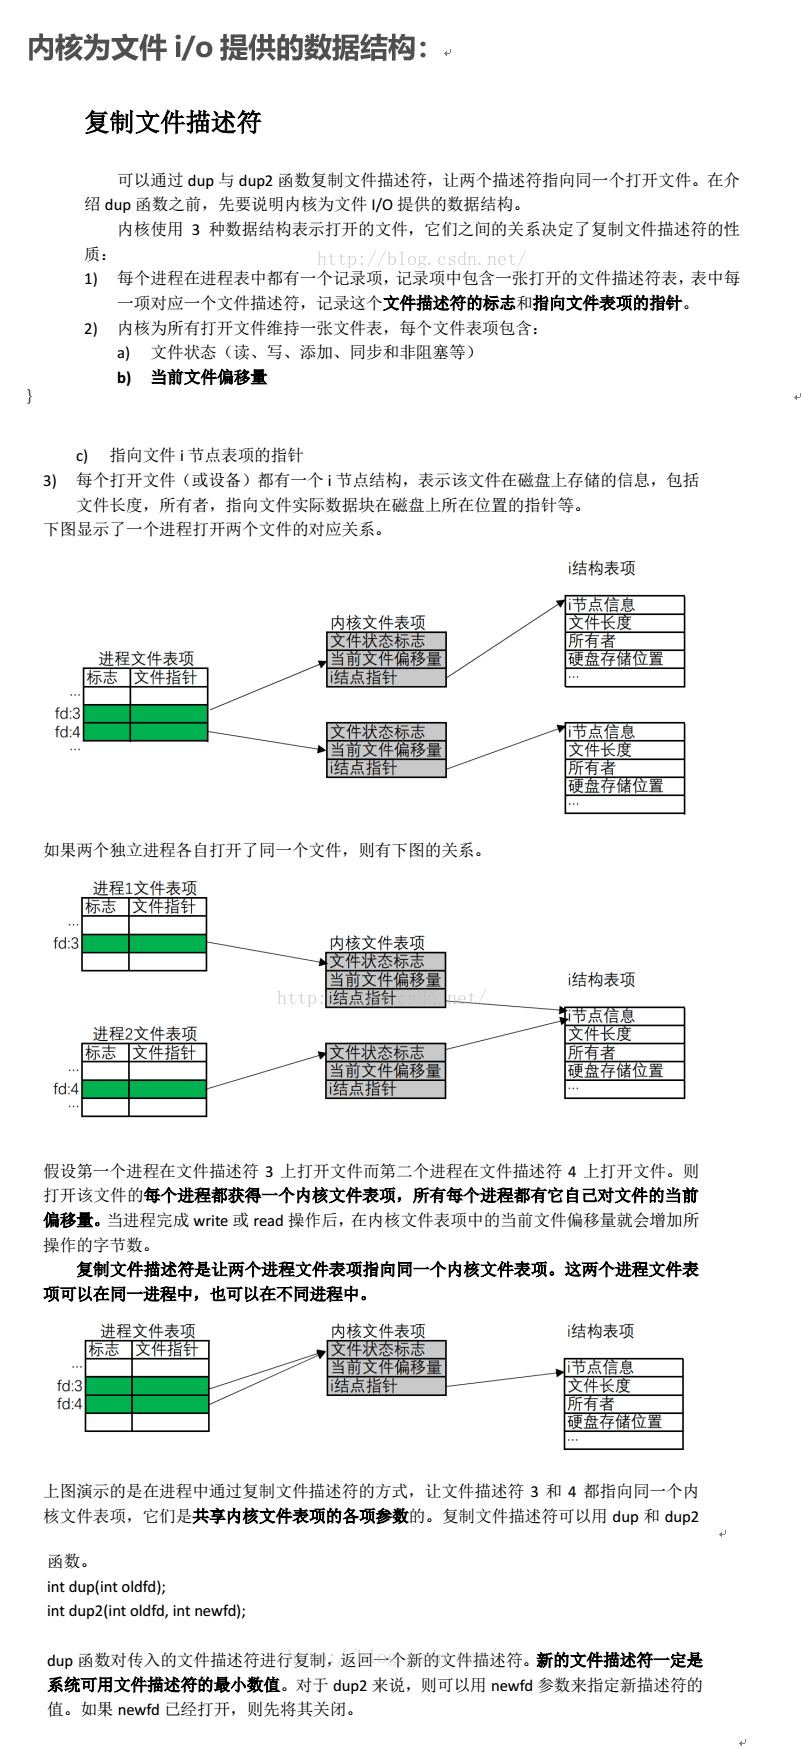 内核为文件 i/o 提供的数据结构：
复制文件描述符
可以通过 dup 与 dup2 函数复制文件描述符，让两个描述符指向同一个打开文件。在介
绍 dup 函数之前，先要说明内核为文件 I/O 提供的数据结构。
内核使用 3 种数据结构表示打开的文件，它们之间的关系决定了复制文件描述符的性
质：
http://blog.csdn.net/
1) 每个进程在进程表中都有一个记录项，记录项中包含一张打开的文件描述符表，表中每
一项对应一个文件描述符，记录这个文件描述符的标志和指向文件表项的指针。
2) 内核为所有打开文件维持一张文件表，每个文件表项包含：
a) 文件状态（读、写、添加、同步和非阻塞等）
b) 当前文件偏移量
}
c) 指向文件 i 节点表项的指针
3) 每个打开文件（或设备）都有一个 i 节点结构，表示该文件在磁盘上存储的信息，包括
文件长度，所有者，指向文件实际数据块在磁盘上所在位置的指针等。
下图显示了一个进程打开两个文件的对应关系。
进程文件表项
标志 文件指针
...
fd:3
fd:4
...
内核文件表项
文件状态标志
当前文件偏移量
i结点指针
文件状态标志
当前文件偏移量
i结点指针
i结构表项
i节点信息
文件长度
所有者
硬盘存储位置
...
i节点信息
文件长度
所有者
硬盘存储位置
...
如果两个独立进程各自打开了同一个文件，则有下图的关系。
进程1文件表项
标志 文件指针
...
fd:3
进程2文件表项
标志 文件指针
...
fd:4
...
内核文件表项
文件状态标志
当前文件偏移量
i结点指针
文件状态标志
当前文件偏移量
i结点指针
i结构表项
i节点信息
文件长度
所有者
硬盘存储位置
...
假设第一个进程在文件描述符 3 上打开文件而第二个进程在文件描述符 4 上打开文件。则
打开该文件的每个进程都获得一个内核文件表项，所有每个进程都有它自己对文件的当前
偏移量。当进程完成 write 或 read 操作后，在内核文件表项中的当前文件偏移量就会增加所
操作的字节数。
复制文件描述符是让两个进程文件表项指向同一个内核文件表项。这两个进程文件表
项可以在同一进程中，也可以在不同进程中。
进程文件表项
标志 文件指针
...
fd:3
fd:4
内核文件表项
文件状态标志
当前文件偏移量
i结点指针
i结构表项
i节点信息
文件长度
所有者
硬盘存储位置
...
上图演示的是在进程中通过复制文件描述符的方式，让文件描述符 3 和 4 都指向同一个内
核文件表项，它们是共享内核文件表项的各项参数的。复制文件描述符可以用 dup 和 dup2
函数。
int dup(int oldfd);
int dup2(int oldfd, int newfd);
dup 函数对传入的文件描述符进行复制，返回一个新的文件描述符。新的文件描述符一定是
系统可用文件描述符的最小数值。对于 dup2 来说，则可以用 newfd 参数来指定新描述符的
值。如果 newfd 已经打开，则先将其关闭。